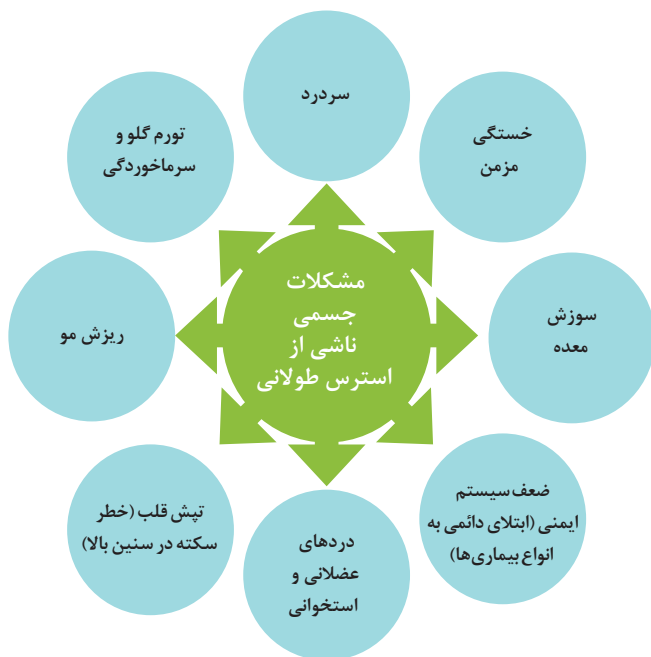 سردرد
خستگی
مزمن
سوزش
معده
ضعف سیستم
ایمنی (ابتلای دائمی به
انواع بیماری‌ها)
دردهای
عضلانی و
استخوانی
تپش قلب (خطر
سکته در سنین بالا)
ریزش مو
تورم گلو و
سرماخوردگی
مشکلات
جسمی
ناشی از
استرس طولانی